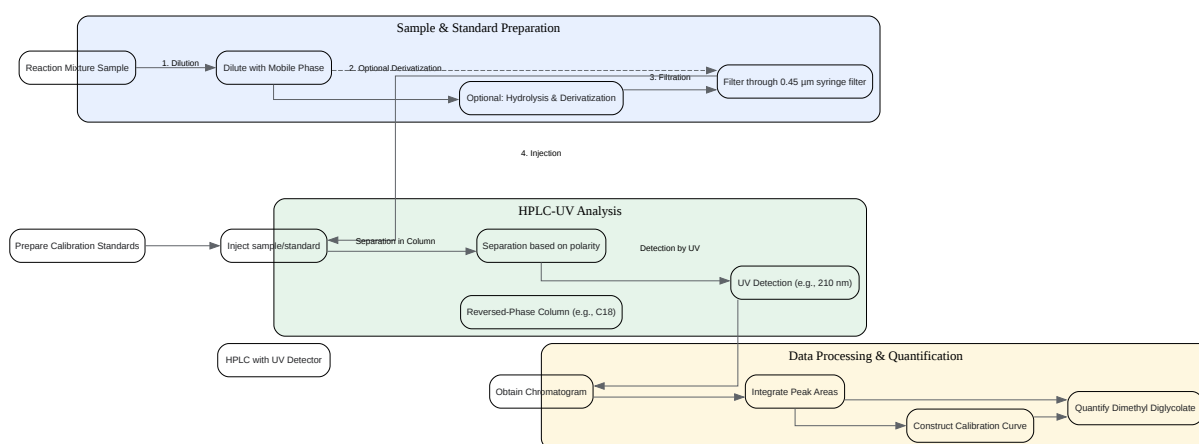 Sample & Standard Preparation
Reaction Mixture Sample
1. Dilution
Dilute with Mobile Phase
2. Optional Derivatization
3. Filtration
Filter through 0.45 µm syringe filter
Optional: Hydrolysis & Derivatization
4. Injection
HPLC-UV Analysis
Prepare Calibration Standards
Inject sample/standard
Separation in Column
Separation based on polarity
Detection by UV
UV Detection (e.g., 210 nm)
Reversed-Phase Column (e.g., C18)
HPLC with UV Detector
Data Processing & Quantification
Obtain Chromatogram
Integrate Peak Areas
Quantify Dimethyl Diglycolate
Construct Calibration Curve